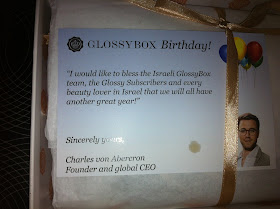 GLOSSYBOX Birthday!
"I would like to bless the Israeli GlossyBox
team, the Glossy Subscribers and every
beauty lover in Israel that we will all have
another great year!"
Sincerely yours,
Charles von Abercron
Founder and global CEO